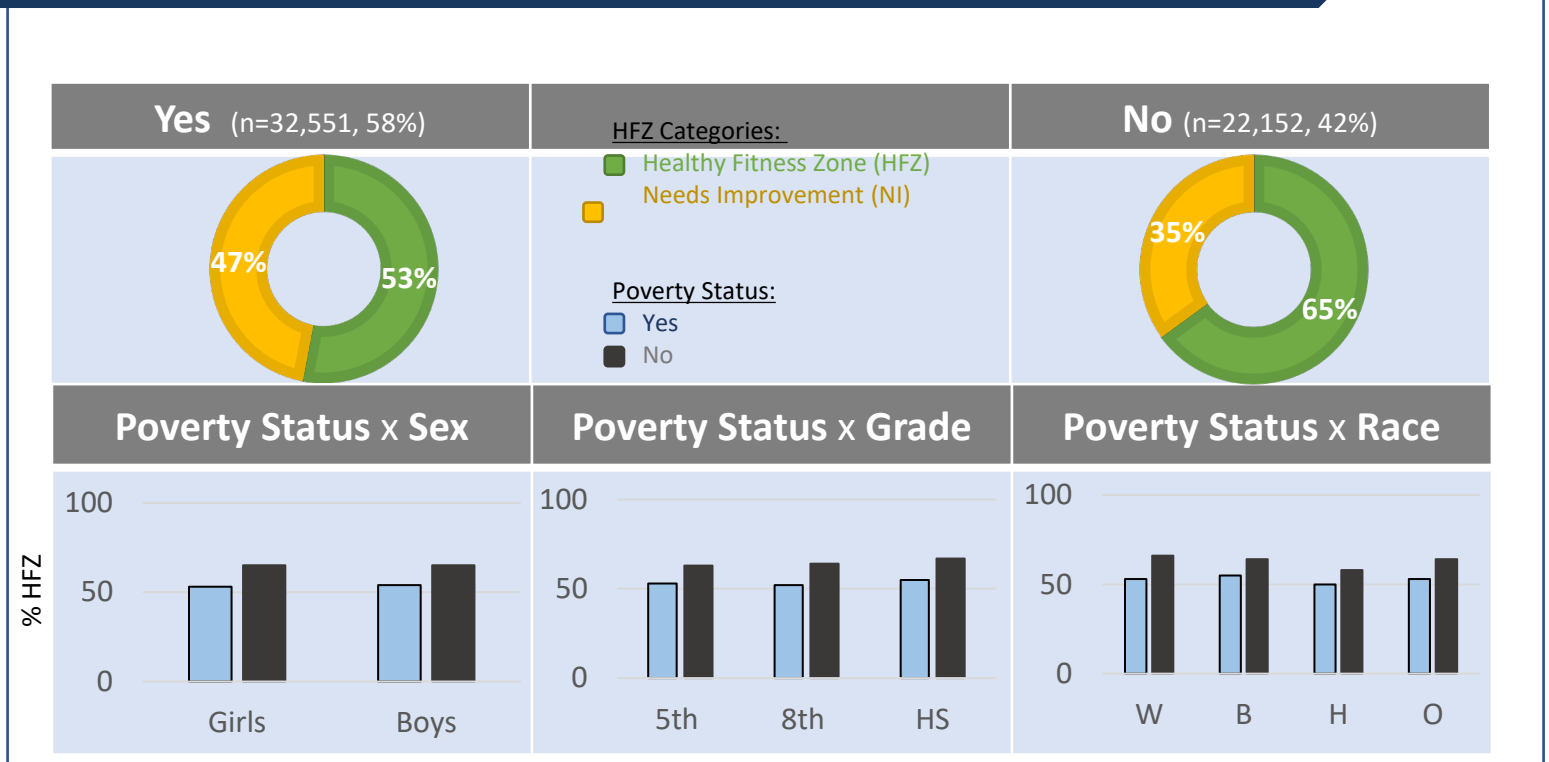 Yes (n=32,551, 58%)
HFZ Categories:
No (n=22,152, 42%)
Healthy Fitness Zone (HFZ)
Needs Improvement (NI)
47%
53%
35%
65%
Poverty Status:
Yes
No
Poverty Status x Sex
Poverty Status x Grade
Poverty Status x Race
% HFZ
100
50
0
Girls Boys
100
50
0
5th 8th HS
100
50
0
W B H O